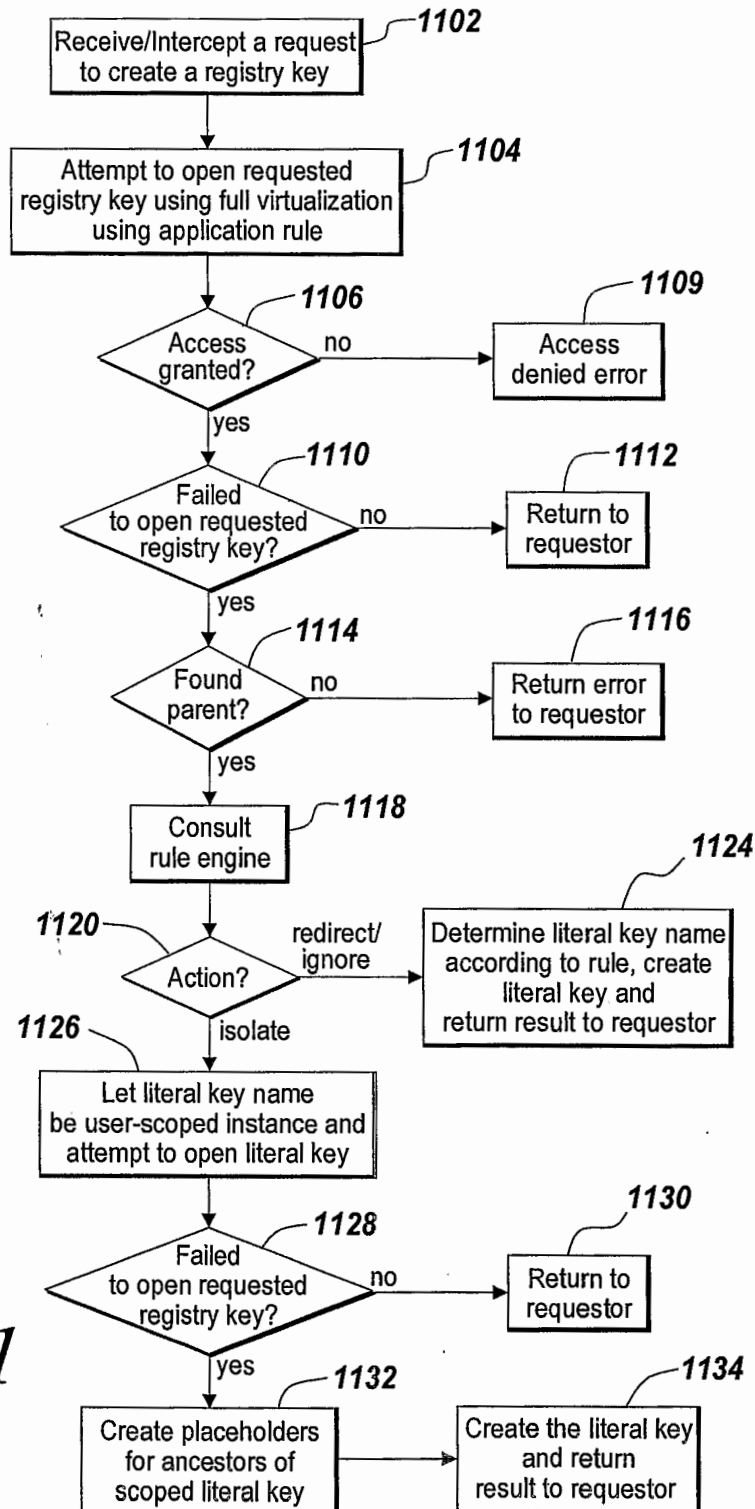 1102
Receive/Intercept a request
to create a registry key
1104
Attempt to open requested
registry key using full virtualization
using application rule
1106
Access
granted?
no
1109
Access
denied error
yes
1110
Failed
to open requested
registry key?
no
1112
Return to
requestor
yes
1114
Found
parent?
no
1116
Return error
to requestor
yes
1118
Consult
rule engine
1120
Action?
redirect/
ignore
1124
Determine literal key name
according to rule, create
literal key and
return result to requestor
isolate
1126
Let literal key name
be user-scoped instance and
attempt to open literal key
1128
Failed
to open requested
registry key?
no
1130
Return to
requestor
yes
1132
Create placeholders
for ancestors of
scoped literal key
1134
Create the literal key
and return
result to requestor